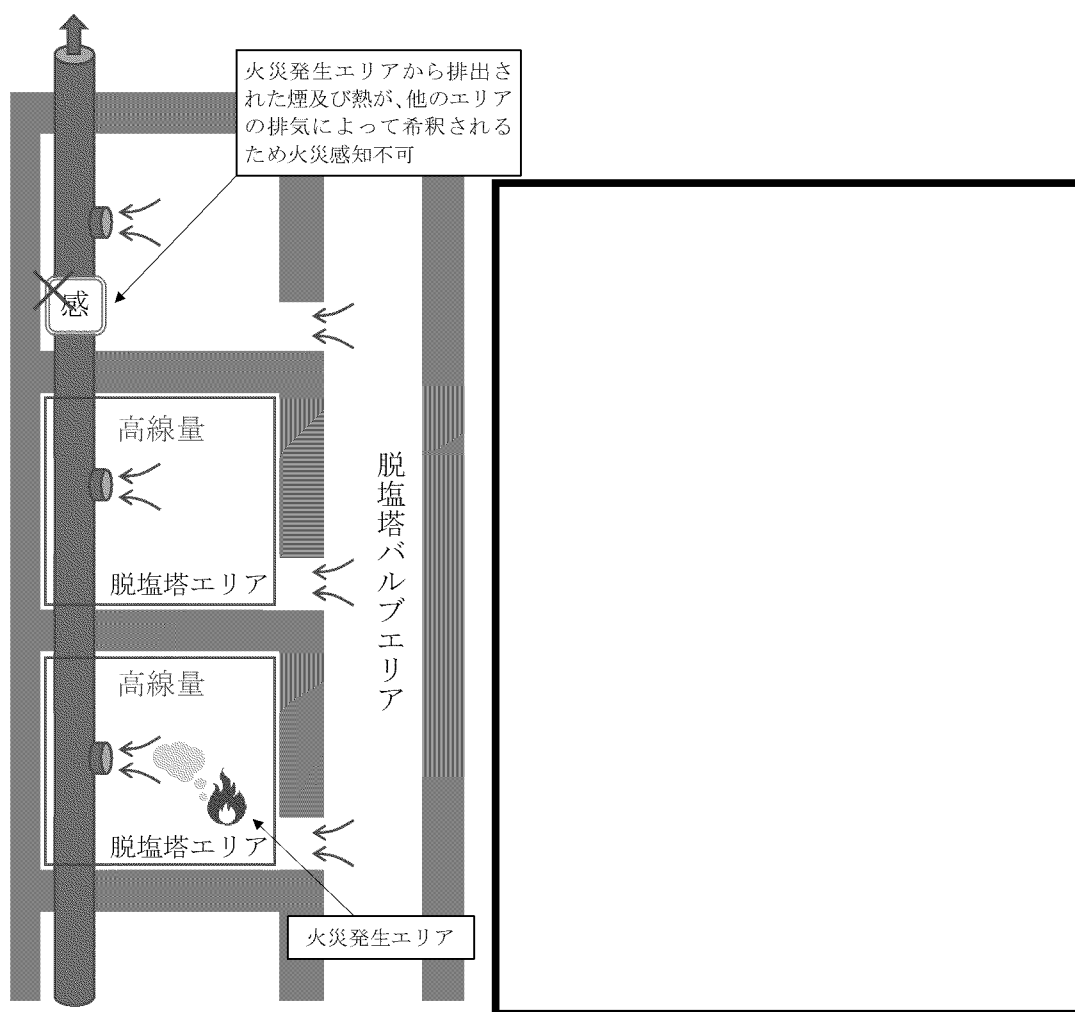 火災発生エリアから排出さ
れた煙及び熱が、他のエリア
の排気によって希釈される
ため火災感知不可
感
高線量
脱塩塔エリア
脱塩塔バルブエリア
高線量
脱塩塔エリア
火災発生エリア